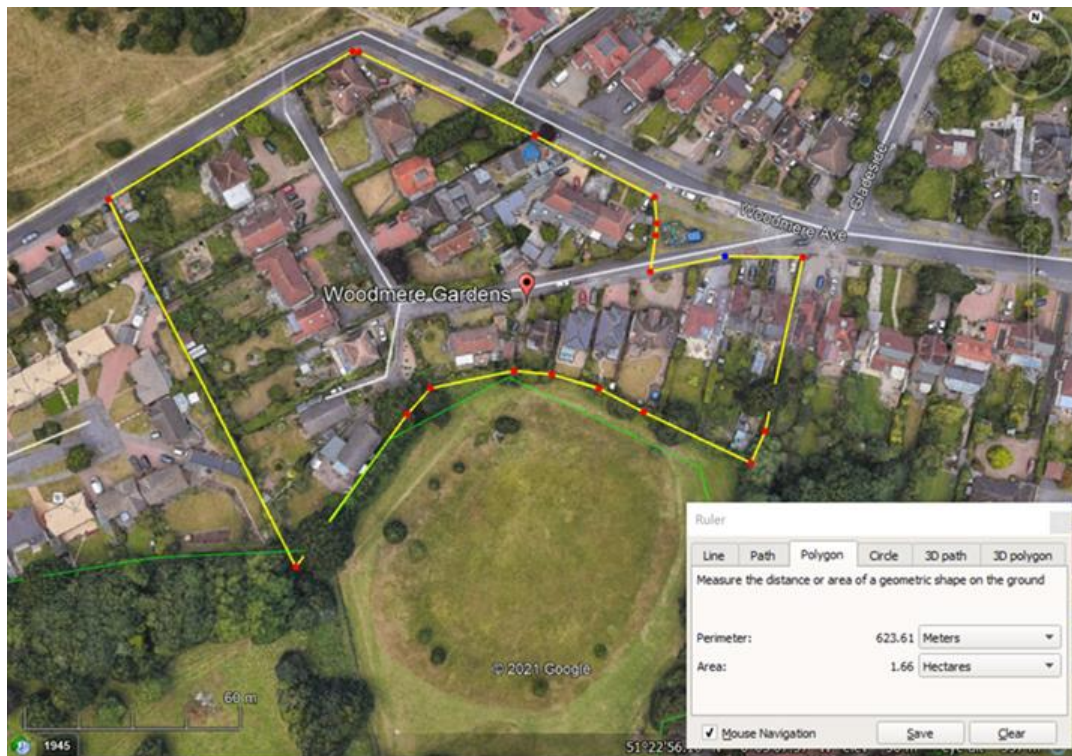 N
Gladeside
Woodmere Ave
Woodmere Gardens
Ruler
Line Path Polygon Circle 3D path 3D polygon
Measure the distance or area of a geometric shape on the ground
Perimeter: 623.61 Meters
Area: 1.66 Hectares
© 2021 Google
60 m
Mouse Navigation Save Clear
1945